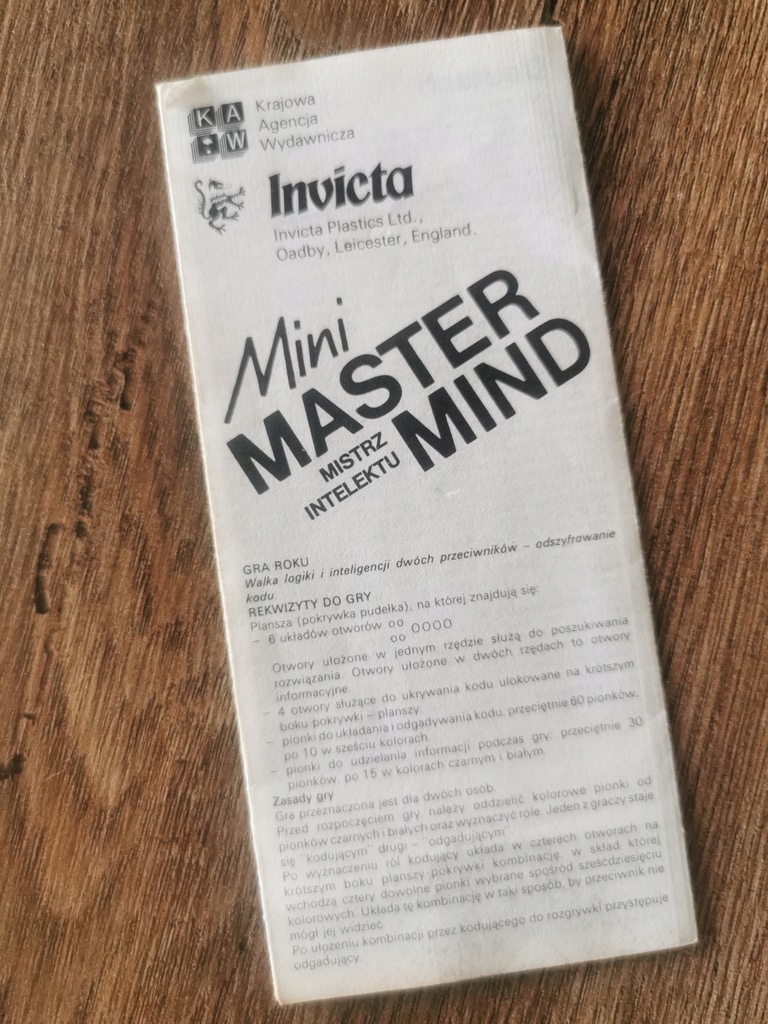 KAW
Krajowa
Agencja
Wydawnicza
Invicta
Invicta Plastics Ltd.,
Oadby, Leicester, England.
Mini
MASTER
MISTRZ
INTELEKTU
MIND
GRA ROKU
Walka logiki i inteligencji dwóch przeciwników – odszyfrowanie
kodu.
REKWIZYTY DO GRY
Plansza (pokrywka pudełka), na której znajdują się:
– 6 układów otworów oo
oo OOOO
Otwory ułożone w jednym rzędzie służą do poszukiwania
rozwiązania. Otwory ułożone w dwóch rzędach to otwory
informacyjne.
– 4 otwory służące do ukrywania kodu ulokowane na krótszym
boku pokrywki – planszy.
– pionki do układania i odgadywania kodu, przeciętnie 60 pionków,
po 10 w sześciu kolorach.
– pionki do udzielania informacji podczas gry: przeciętnie 30
pionków, po 15 w kolorach czarnym i białym.
Zasady gry
Gra przeznaczona jest dla dwóch osób.
Przed rozpoczęciem gry należy oddzielić kolorowe pionki od
pionków czarnych i białych oraz wyznaczyć role. Jeden z graczy staje
się "kodującym" drugi – "odgadującym"
Po wyznaczeniu ról kodujący układa w czterech otworach na
krótszym boku planszy-pokrywki kombinację, w skład której
wchodzą cztery dowolne pionki wybrane spośród sześćdziesięciu
kolorowych. Układa tę kombinację w taki sposób, by przeciwnik nie
mógł jej widzieć.
Po ułożeniu kombinacji przez kodującego do rozgrywki przystępuje
odgadujący.